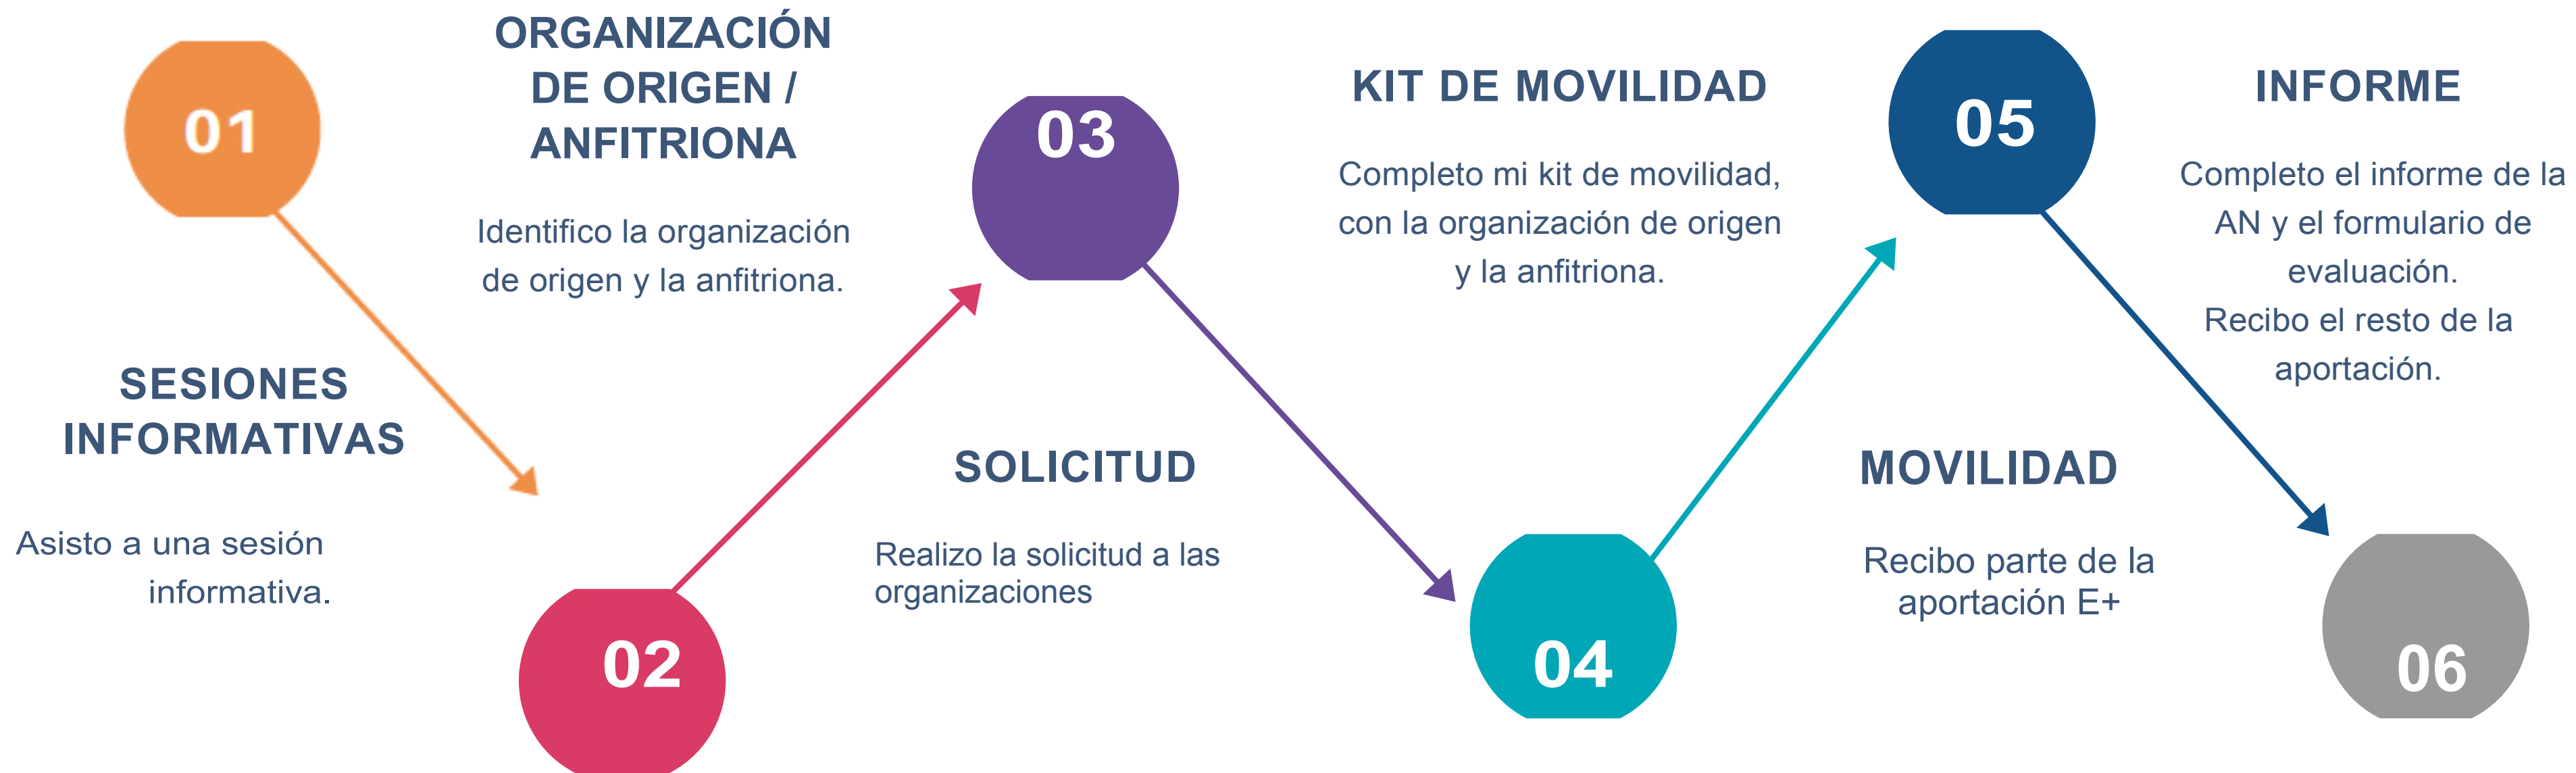 01
SESIONES
INFORMATIVAS
Asisto a una sesión
informativa.
ORGANIZACIÓN
DE ORIGEN /
ANFITRIONA
Identifico la organización
de origen y la anfitriona.
02
03
SOLICITUD
Realizo la solicitud a las
organizaciones
KIT DE MOVILIDAD
Completo mi kit de movilidad,
con la organización de origen
y la anfitriona.
04
05
MOVILIDAD
Recibo parte de la
aportación E+
INFORME
Completo el informe de la
AN y el formulario de
evaluación.
Recibo el resto de la
aportación.
06